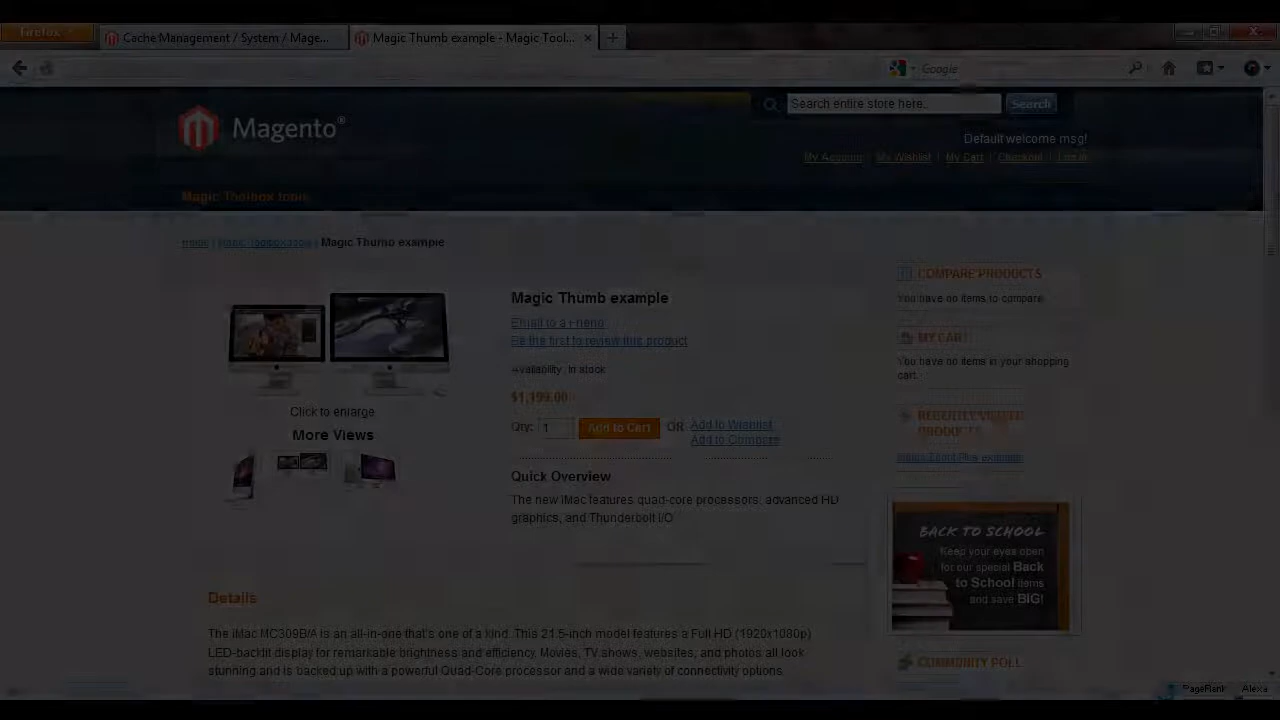 Firefox
Cache Management / System / Mage...
Magic Thumb example - Magic Tool...
Google
Search entire store here..
Search
Magento®
Default welcome msg!
My Account | My Wishlist | My Cart | Checkout | Log In
Magic Toolbox tools
Home
Magic Thumb example
COMPARE PRODUCTS
You have no items to compare.
MY CART
You have no items in your shopping
cart.
RECENTLY VIEWED
PRODUCTS
Magic Thumb example
Email to a Friend
Be the first to review this product
Availability: In stock
$1,199.00
Qty: 1 Add to Cart OR Add to Wishlist
Add to Compare
Click to enlarge
More Views
Quick Overview
The new iMac features quad-core processors, advanced HD
graphics, and Thunderbolt I/O
BACK TO SCHOOL
Keep your eyes open
for our special Back
to School items
and save BIG!
Details
The iMac MC309B/A is an all-in-one that's one of a kind. This 21.5-inch model features a Full HD (1920x1080p)
LED-backlit display for remarkable brightness and efficiency. Movies, TV shows, websites, and photos all look
stunning and is backed up with a powerful Quad-Core processor and a wide variety of connectivity options.
COMMUNITY POLL
PageRank Alexa